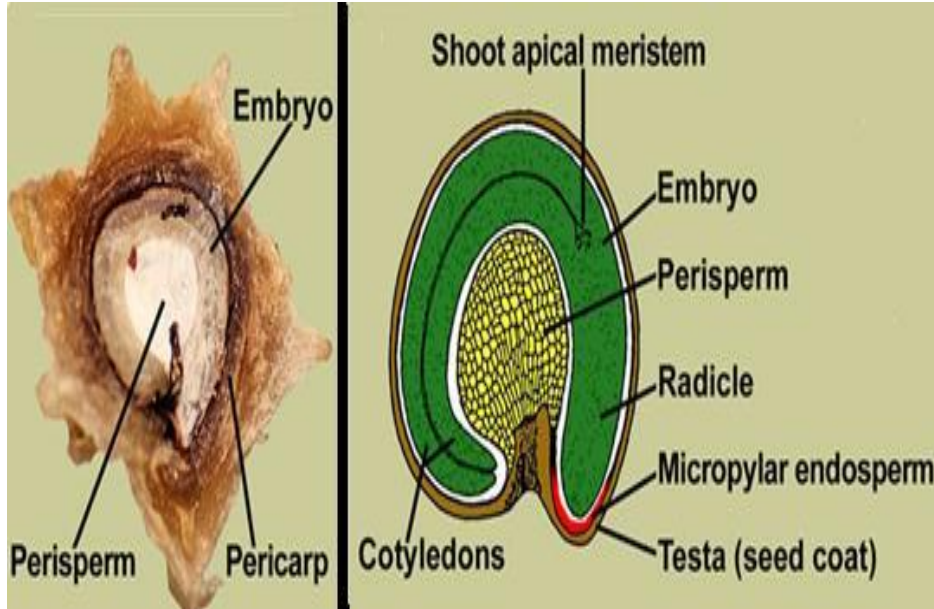 Embryo
Perisperm
Pericarp
Shoot apical meristem
Embryo
Perisperm
Radicle
Micropylar endosperm
Cotyledons
Testa (seed coat)